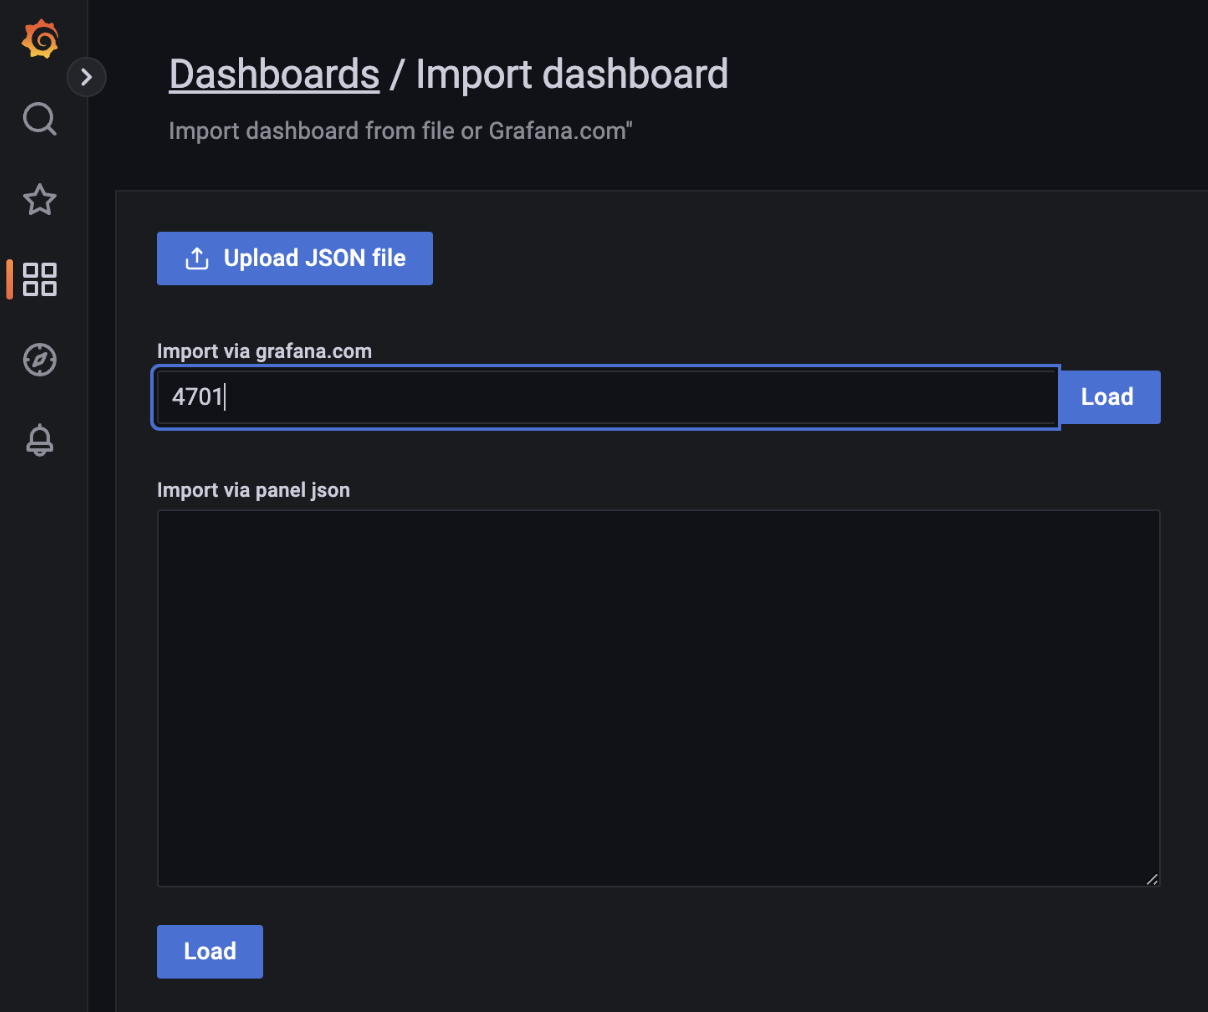 Dashboards / Import dashboard
Import dashboard from file or Grafana.com"
Upload JSON file
Import via grafana.com
4701
Load
Import via panel json
Load